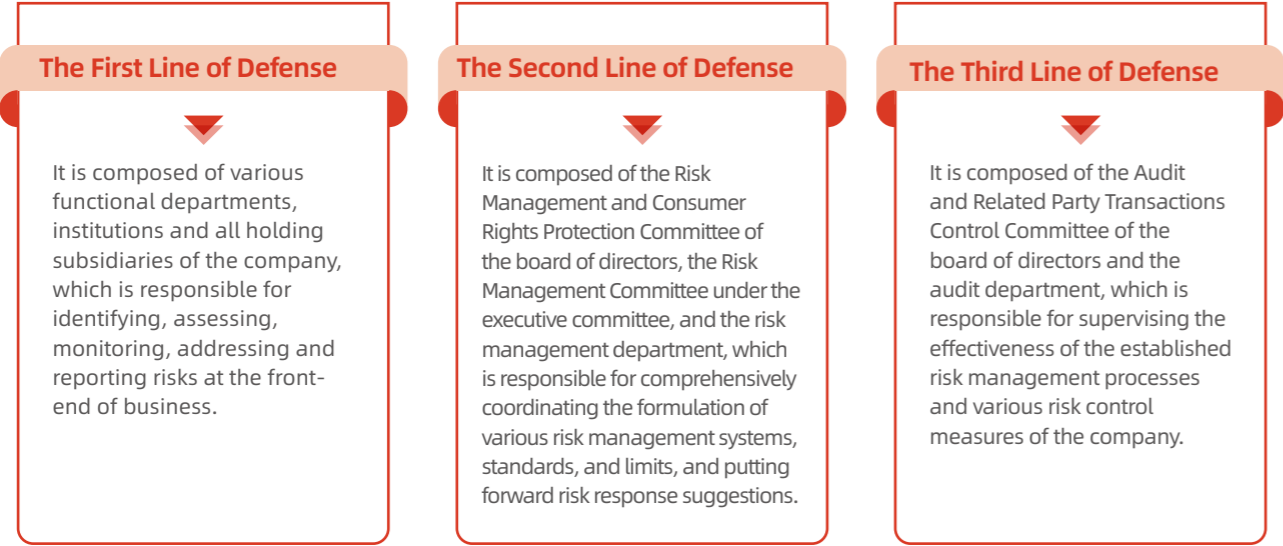 The First Line of Defense
It is composed of various
functional departments,
institutions and all holding
subsidiaries of the company,
which is responsible for
identifying, assessing,
monitoring, addressing and
reporting risks at the front-
end of business.
The Second Line of Defense
It is composed of the Risk
Management and Consumer
Rights Protection Committee of
the board of directors, the Risk
Management Committee under the
executive committee, and the risk
management department, which
is responsible for comprehensively
coordinating the formulation of
various risk management systems,
standards, and limits, and putting
forward risk response suggestions.
The Third Line of Defense
It is composed of the Audit
and Related Party Transactions
Control Committee of the
board of directors and the
audit department, which is
responsible for supervising the
effectiveness of the established
risk management processes
and various risk control
measures of the company.